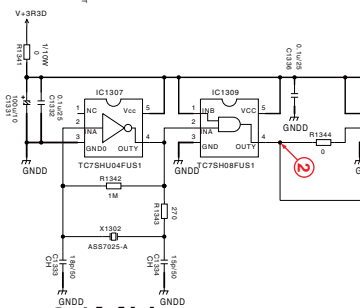 V+3R3D
R1341
0
1/10W
C1331
100u/10
C1332
0.1u/25
GNDD
IC1307
1 NC Vcc 5
2 INA
3 GND0 OUTY 4
TC7SHU04FUS1
IC1309
1 INB VCC 5
2 INA
3 GND OUTY 4
TC7SH08FUS1
GNDD
C1336
0.1u/25
GNDD
R1344
0
GNDD
2
R1342
1M
R1343
270
X1302
ASS7025-A
C1333
18p/50
CH
C1334
15p/50
CH
GNDD
GNDD